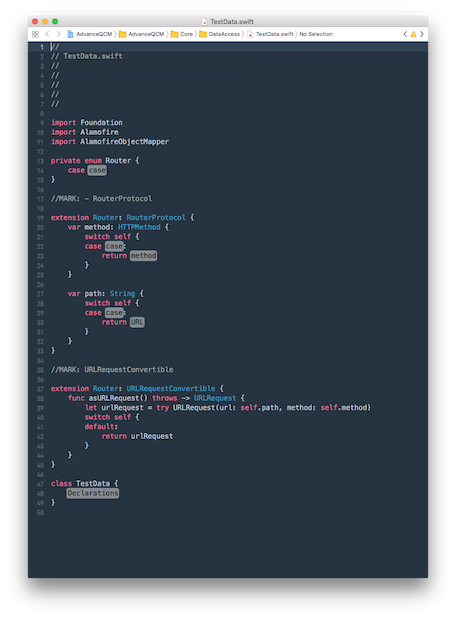 TestData.swift
AdvanceQCM AdvanceQCM Core DataAccess TestData.swift No Selection
1 //
2 // TestData.swift
3 //
4 //
5 //
6 //
7 //
8
9 import Foundation
10 import Alamofire
11 import AlamofireObjectMapper
12
13 private enum Router {
14 case case
15 }
16
17 //MARK: - RouterProtocol
18
19 extension Router: RouterProtocol {
20 var method: HTTPMethod {
21 switch self {
22 case case:
23 return method
24 }
25 }
26
27 var path: String {
28 switch self {
29 case case:
30 return URL
31 }
32 }
33 }
34
35 //MARK: URLRequestConvertible
36
37 extension Router: URLRequestConvertible {
38 func asURLRequest() throws -> URLRequest {
39 let urlRequest = try URLRequest(url: self.path, method: self.method)
40 switch self {
41 default:
42 return urlRequest
43 }
44 }
45 }
46
47 class TestData {
48 Declarations
49 }
50